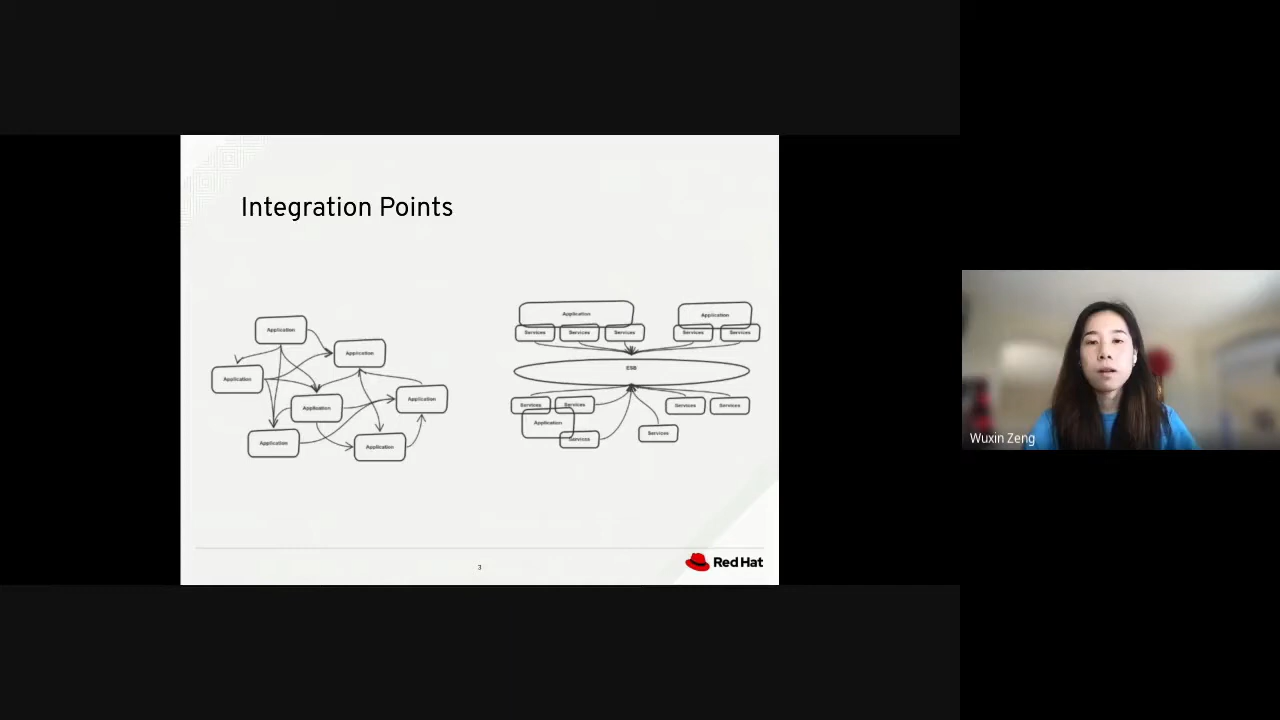 Integration Points
Application
Application
Application
Application
Application
Application
Application
Application
Application
Services
Services
Services
Services
Services
ESB
Services
Services
Services
Services
Application
Services
Services
3
Red Hat
Wuxin Zeng